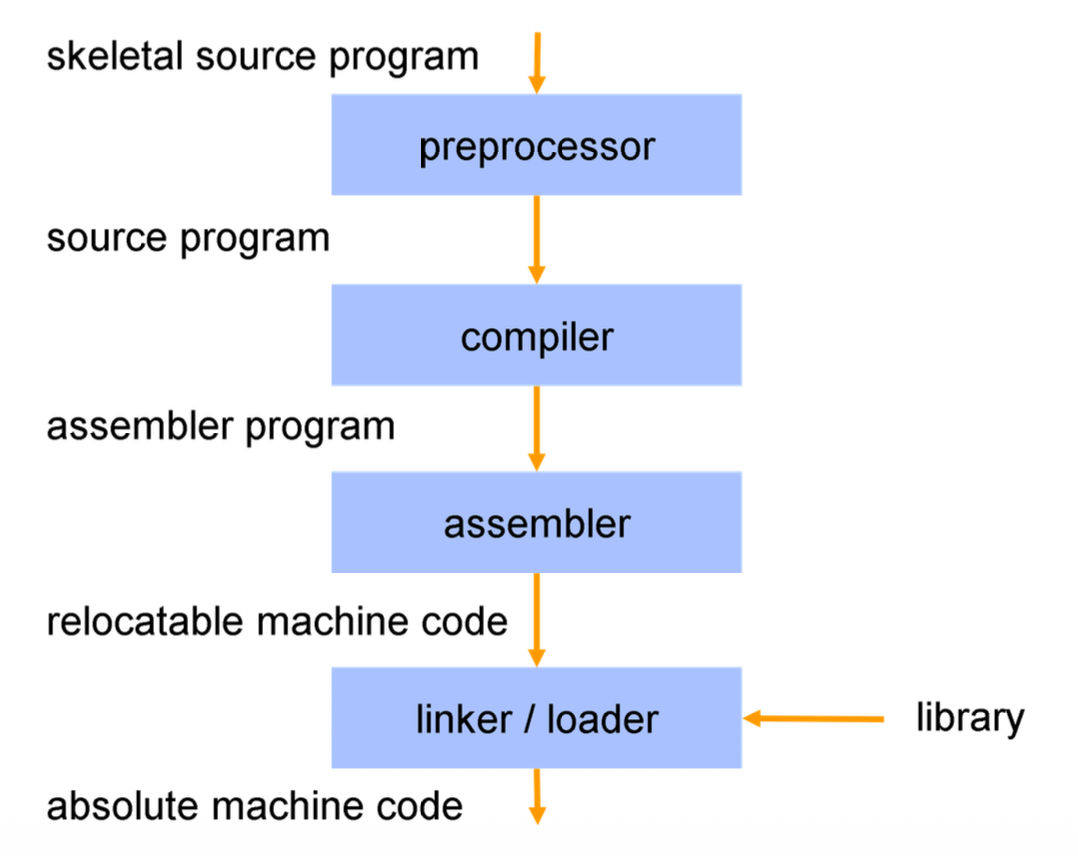 skeletal source program
preprocessor
source program
compiler
assembler program
assembler
relocatable machine code
linker / loader
library
absolute machine code